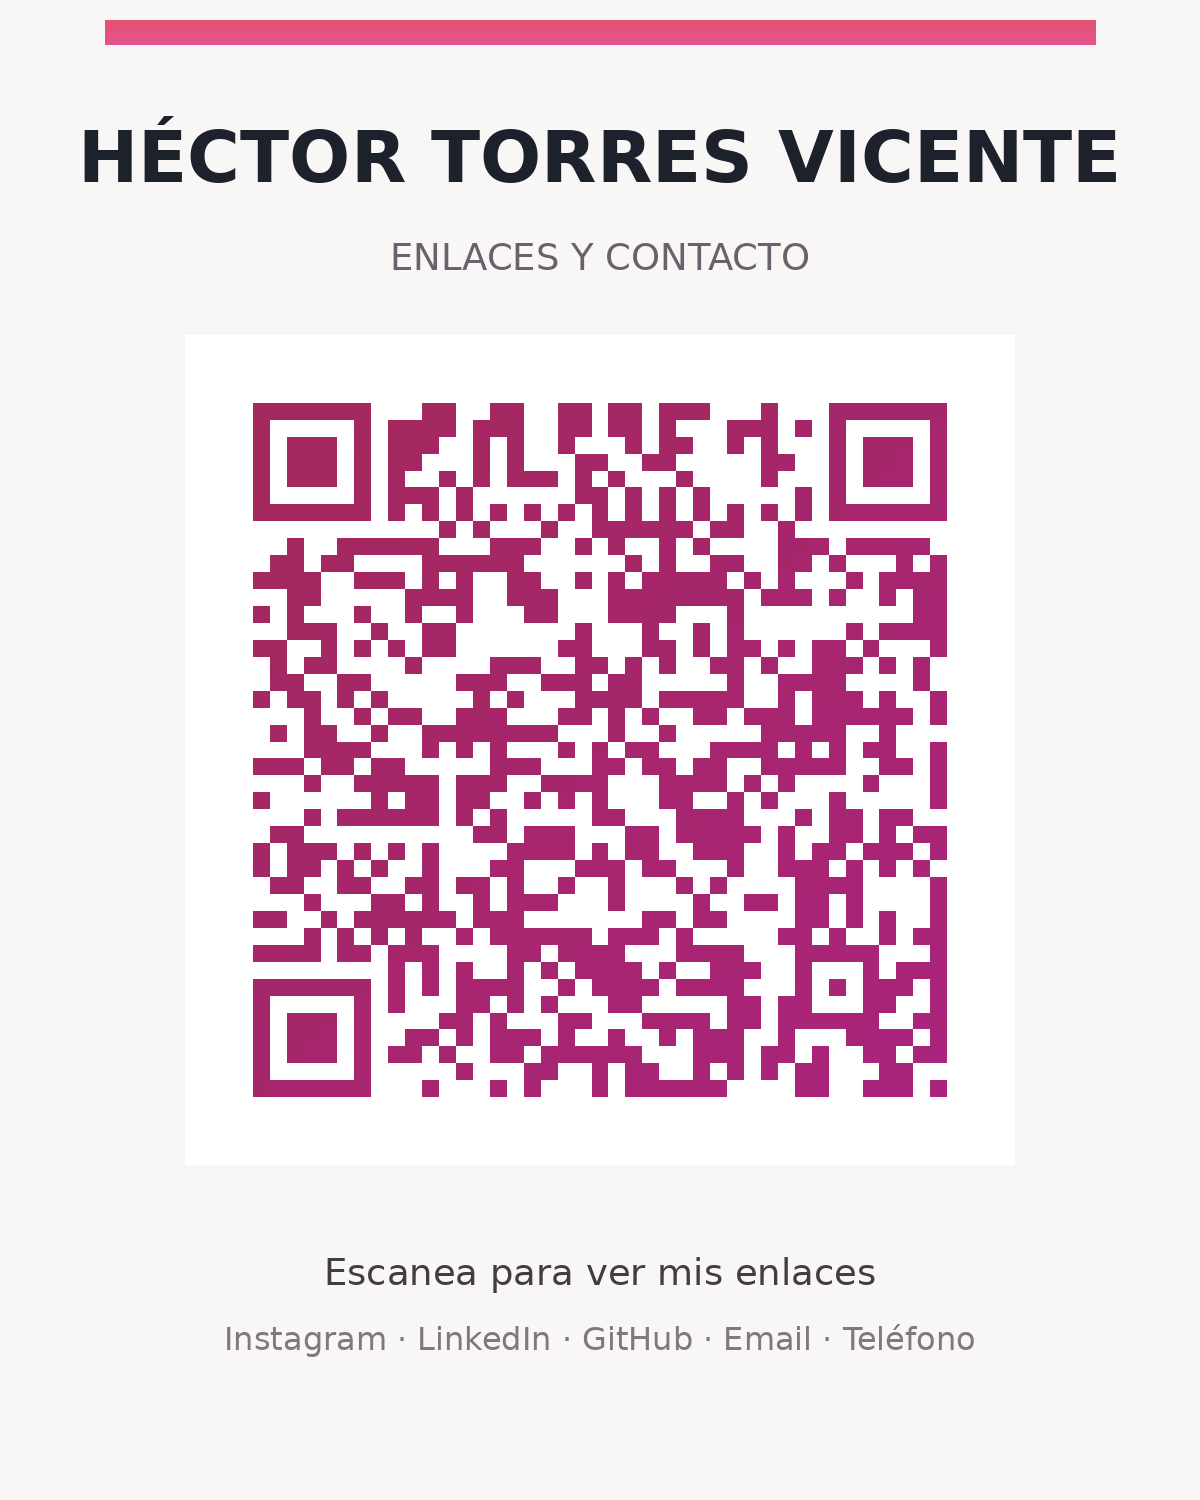 HÉCTOR TORRES VICENTE
ENLACES Y CONTACTO
Escanea para ver mis enlaces
Instagram · LinkedIn · GitHub · Email · Teléfono